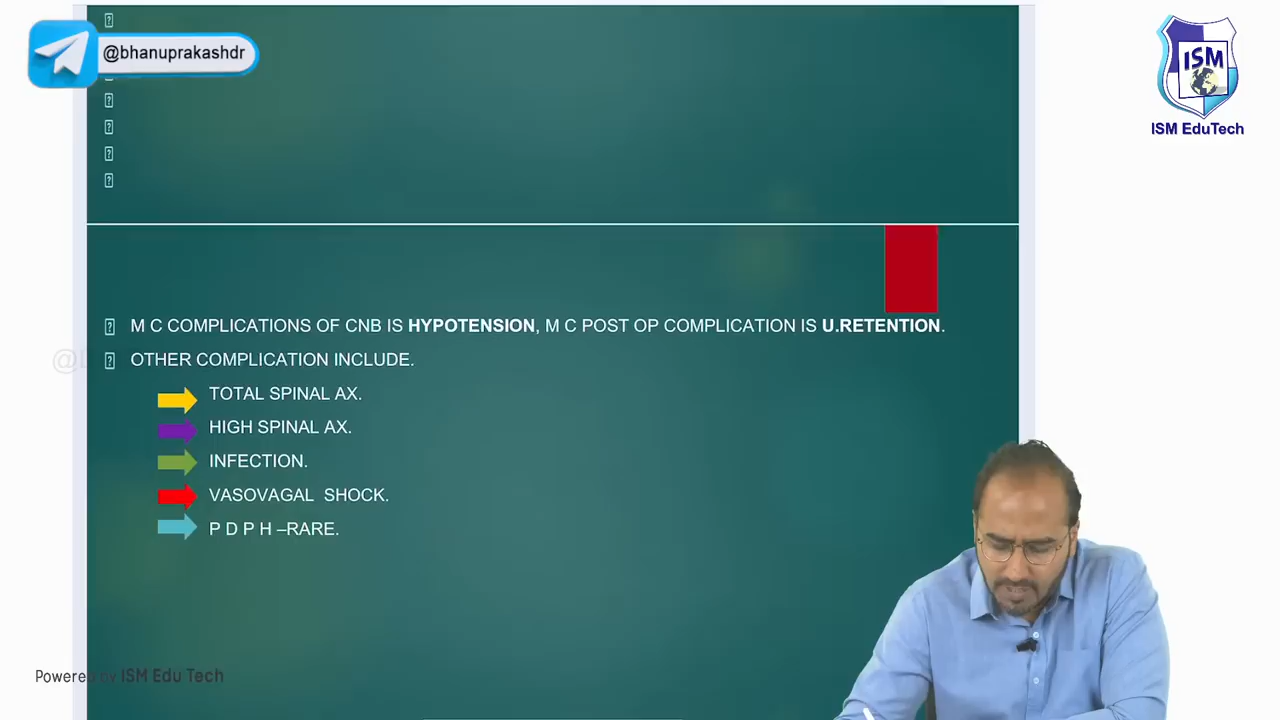 @bhanuprakashdr
ISM
ISM EduTech
M C COMPLICATIONS OF CNB IS HYPOTENSION, M C POST OP COMPLICATION IS U.RETENTION.
OTHER COMPLICATION INCLUDE.
TOTAL SPINAL AX.
HIGH SPINAL AX.
INFECTION.
VASOVAGAL SHOCK.
P D P H –RARE.
Powered by ISM Edu Tech